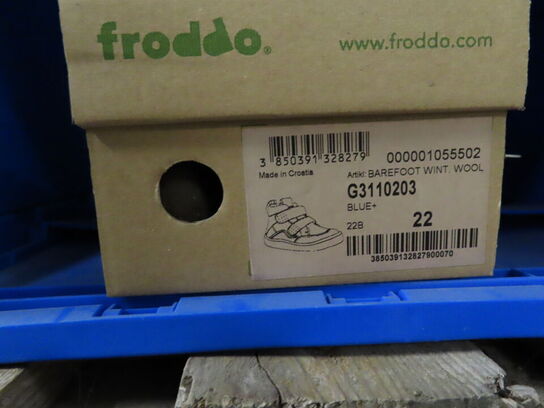 froddo®
www.froddo.com
3 850391 328279
000001055502
Made in Croatia
Artikl: BAREFOOT WINT. WOOL
G3110203
BLUE+
22B
22
385039132827900070